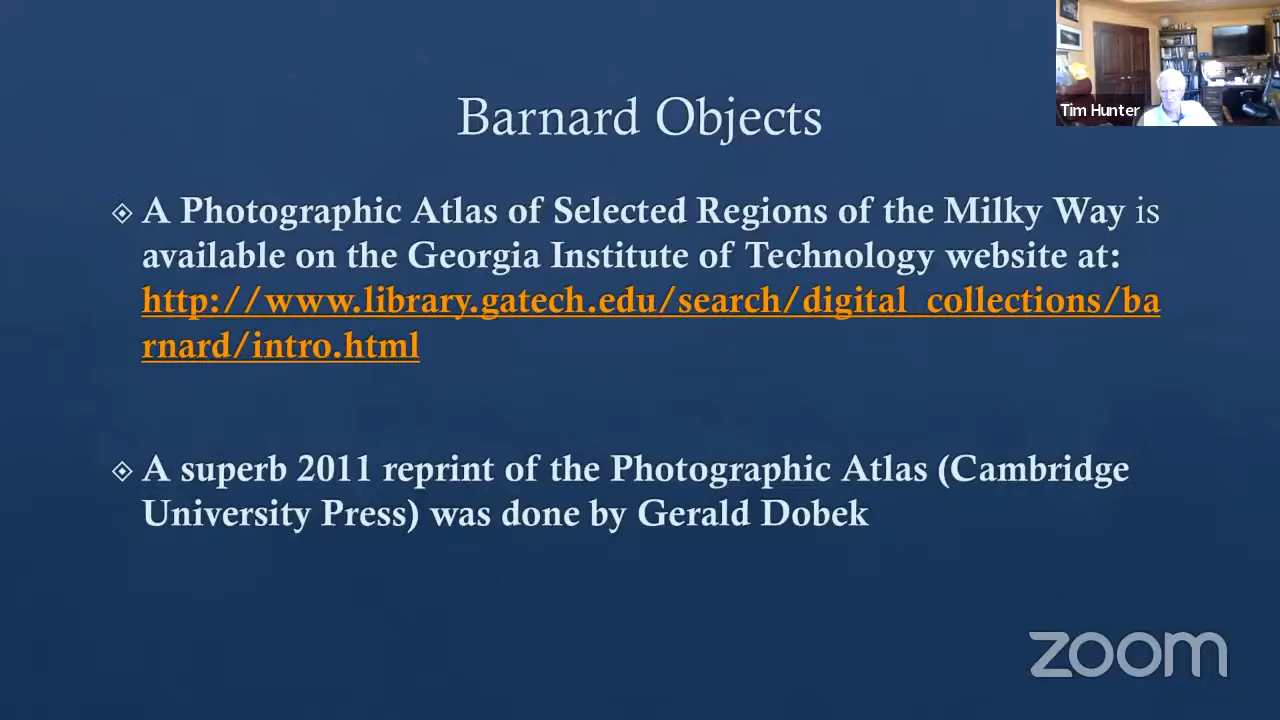 Tim Hunter
Barnard Objects
A Photographic Atlas of Selected Regions of the Milky Way is
available on the Georgia Institute of Technology website at:
http://www.library.gatech.edu/search/digital_collections/ba
rnard/intro.html
A superb 2011 reprint of the Photographic Atlas (Cambridge
University Press) was done by Gerald Dobek
zoom